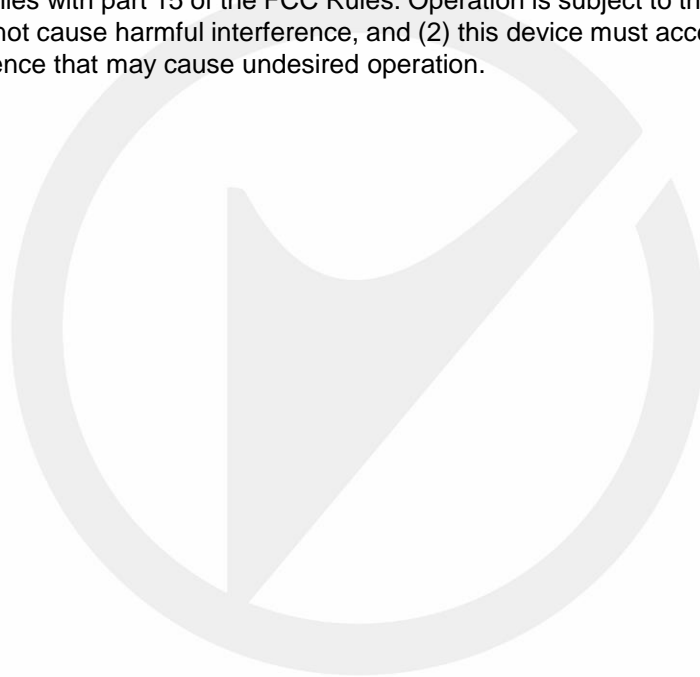 lies with part 15 of the FCC Rules. Operation is subject to th
not cause harmful interference, and (2) this device must acc
ence that may cause undesired operation.